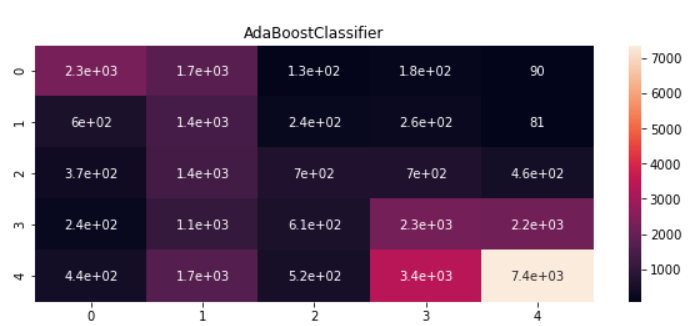 AdaBoostClassifier
0 2.3e+03 1.7e+03 1.3e+02 1.8e+02 90
1 6e+02 1.4e+03 2.4e+02 2.6e+02 81
2 3.7e+02 1.4e+03 7e+02 7e+02 4.6e+02
3 2.4e+02 1.1e+03 6.1e+02 2.3e+03 2.2e+03
4 4.4e+02 1.7e+03 5.2e+02 3.4e+03 7.4e+03
0 1 2 3 4
7000
6000
5000
4000
3000
2000
1000